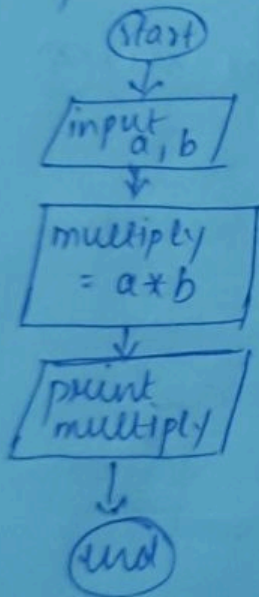 start
input
a, b
multiply
= a*b
print
multiply
end